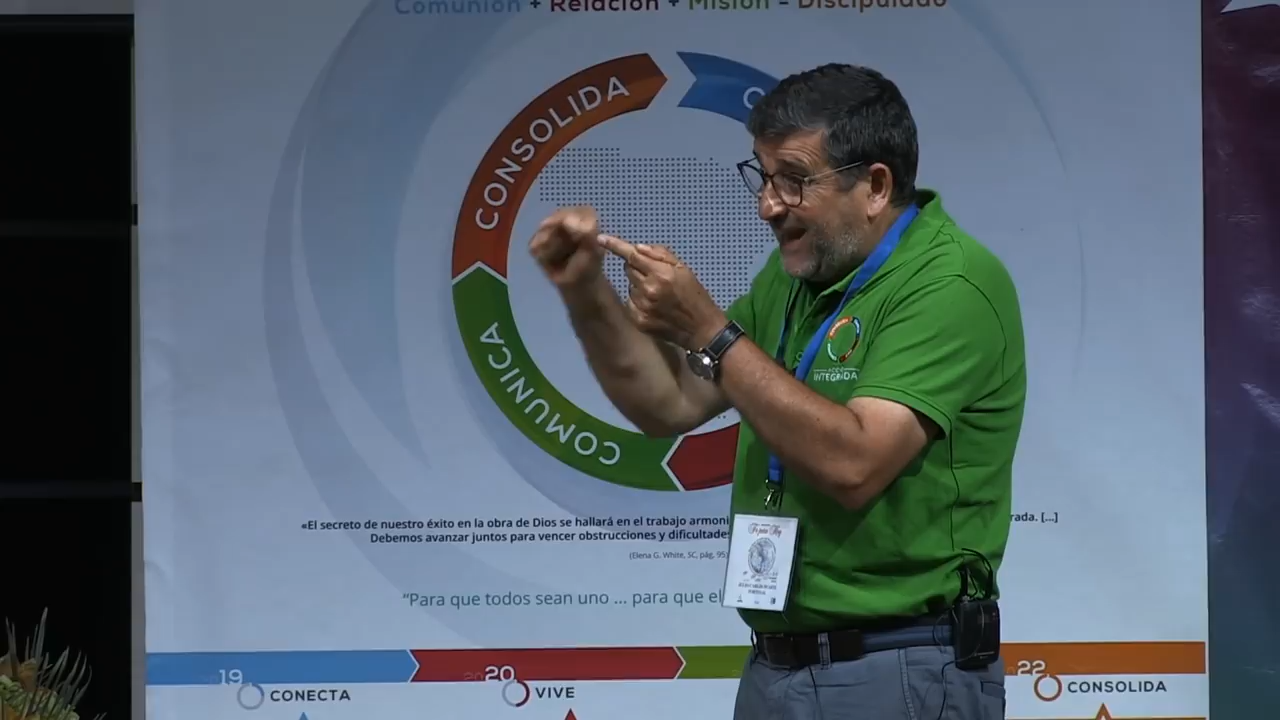 Comunión + Relación + Misión = Discipulado
CONSOLIDA
C
COMUNICA
INTEGRADA
«El secreto de nuestro éxito en la obra de Dios se hallará en el trabajo armoni
rada. [...]
Debemos avanzar juntos para vencer obstrucciones y dificultades
(Elena G. White, SC, pág. 95)
“Para que todos sean uno ... para que el
19
CONECTA
2020
VIVE
22
CONSOLIDA